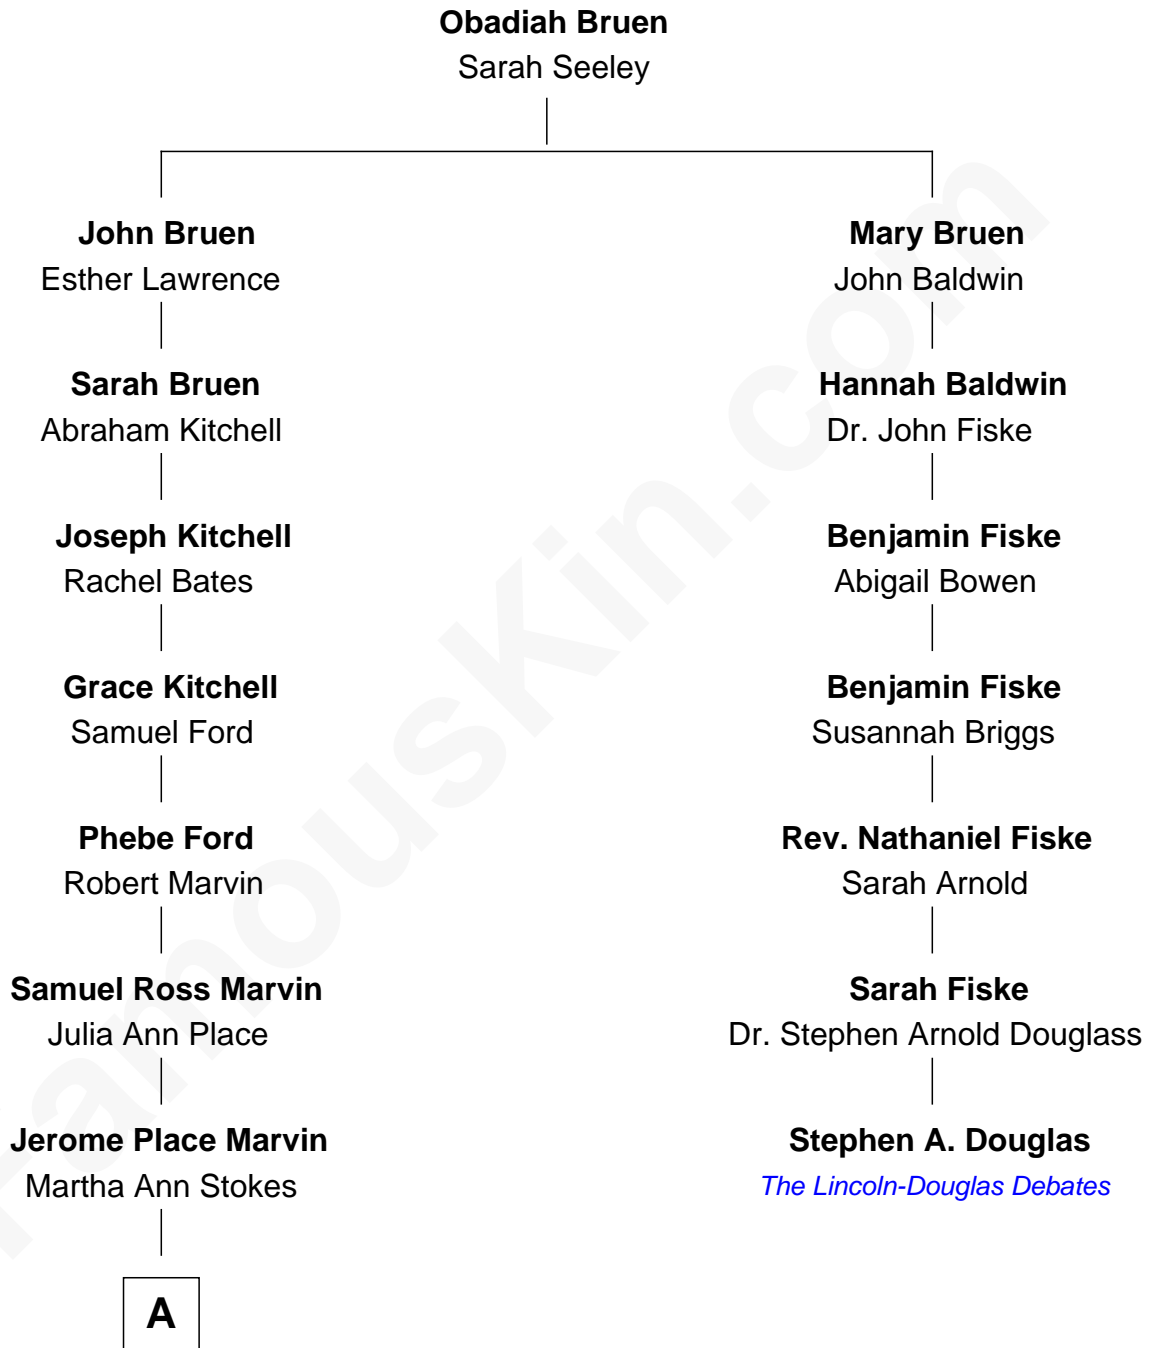 Obadiah Bruen
Sarah Seeley
John Bruen
Esther Lawrence
Mary Bruen
John Baldwin
Sarah Bruen
Abraham Kitchell
Hannah Baldwin
Dr. John Fiske
Joseph Kitchell
Rachel Bates
Benjamin Fiske
Abigail Bowen
Grace Kitchell
Samuel Ford
Benjamin Fiske
Susannah Briggs
Phebe Ford
Robert Marvin
Rev. Nathaniel Fiske
Sarah Arnold
Samuel Ross Marvin
Julia Ann Place
Sarah Fiske
Dr. Stephen Arnold Douglass
Jerome Place Marvin
Martha Ann Stokes
Stephen A. Douglas
The Lincoln-Douglas Debates
A
FamousKin.com